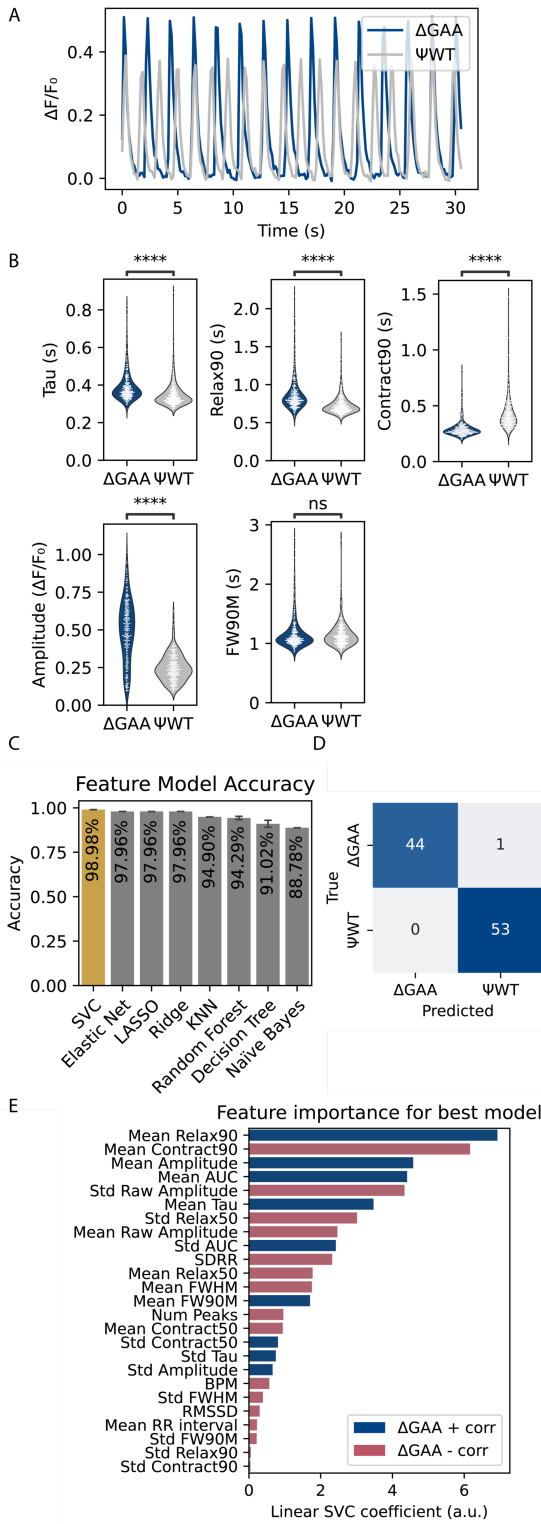 A
ΔGAA
ΨWT
ΔF/F₀
0.4
0.2
0.0
0 5 10 15 20 25 30
Time (s)
B
****
Tau (s)
0.8
0.6
0.4
0.2
0.0
ΔGAA ΨWT
****
Relax90 (s)
2.0
1.5
1.0
0.5
0.0
ΔGAA ΨWT
****
Contract90 (s)
1.5
1.0
0.5
0.0
ΔGAA ΨWT
****
Amplitude (ΔF/F₀)
1.00
0.75
0.50
0.25
0.00
ΔGAA ΨWT
ns
FW90M (s)
3
2
1
0
ΔGAA ΨWT
C
Feature Model Accuracy
Accuracy
1.00
0.75
0.50
0.25
0.00
98.98%
97.96%
97.96%
97.96%
94.90%
94.29%
91.02%
88.78%
SVC
Elastic Net
LASSO
Ridge
KNN
Random Forest
Decision Tree
Naïve Bayes
D
True
ΔGAA
ΨWT
44 1
0 53
ΔGAA ΨWT
Predicted
E
Feature importance for best model
Mean Relax90
Mean Contract90
Mean Amplitude
Mean AUC
Std Raw Amplitude
Mean Tau
Std Relax50
Mean Raw Amplitude
Std AUC
SDRR
Mean Relax50
Mean FWHM
Mean FW90M
Num Peaks
Mean Contract50
Std Contract50
Std Tau
Std Amplitude
BPM
Std FWHM
RMSSD
Mean RR interval
Std FW90M
Std Relax90
Std Contract90
ΔGAA + corr
ΔGAA - corr
0 2 4 6
Linear SVC coefficient (a.u.)